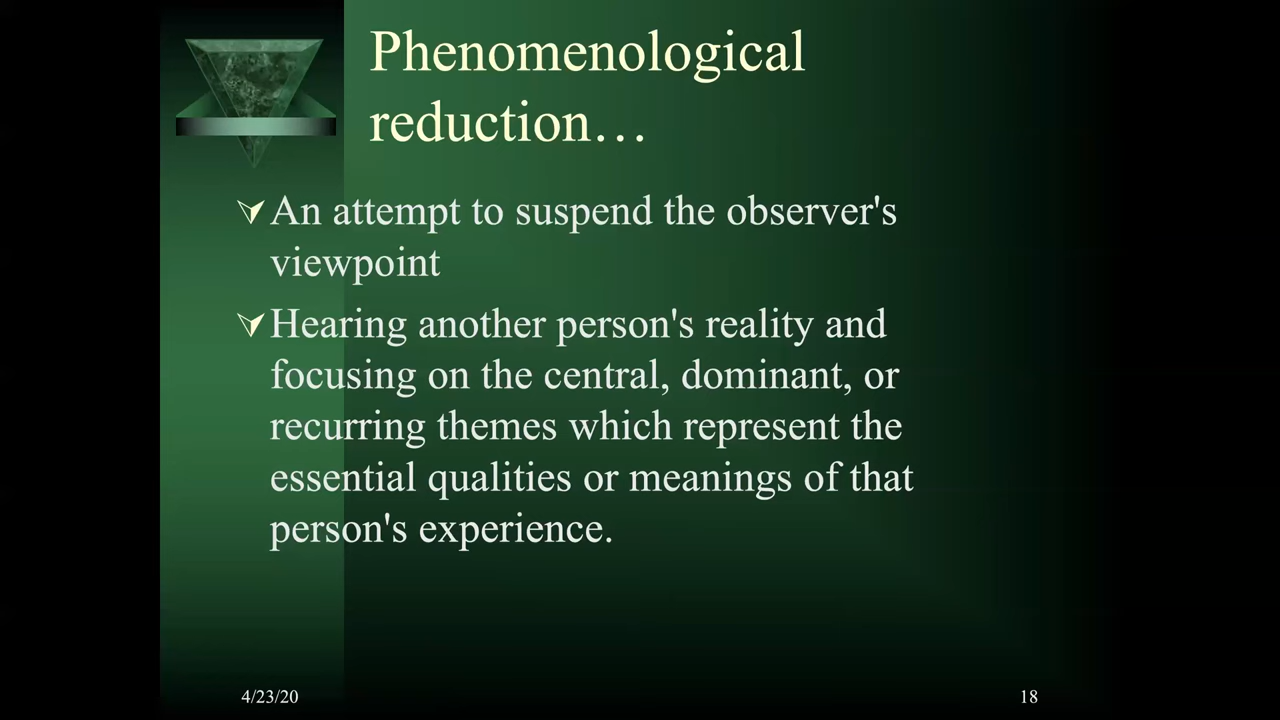 Phenomenological
reduction…
An attempt to suspend the observer's
viewpoint
Hearing another person's reality and
focusing on the central, dominant, or
recurring themes which represent the
essential qualities or meanings of that
person's experience.
4/23/20
18